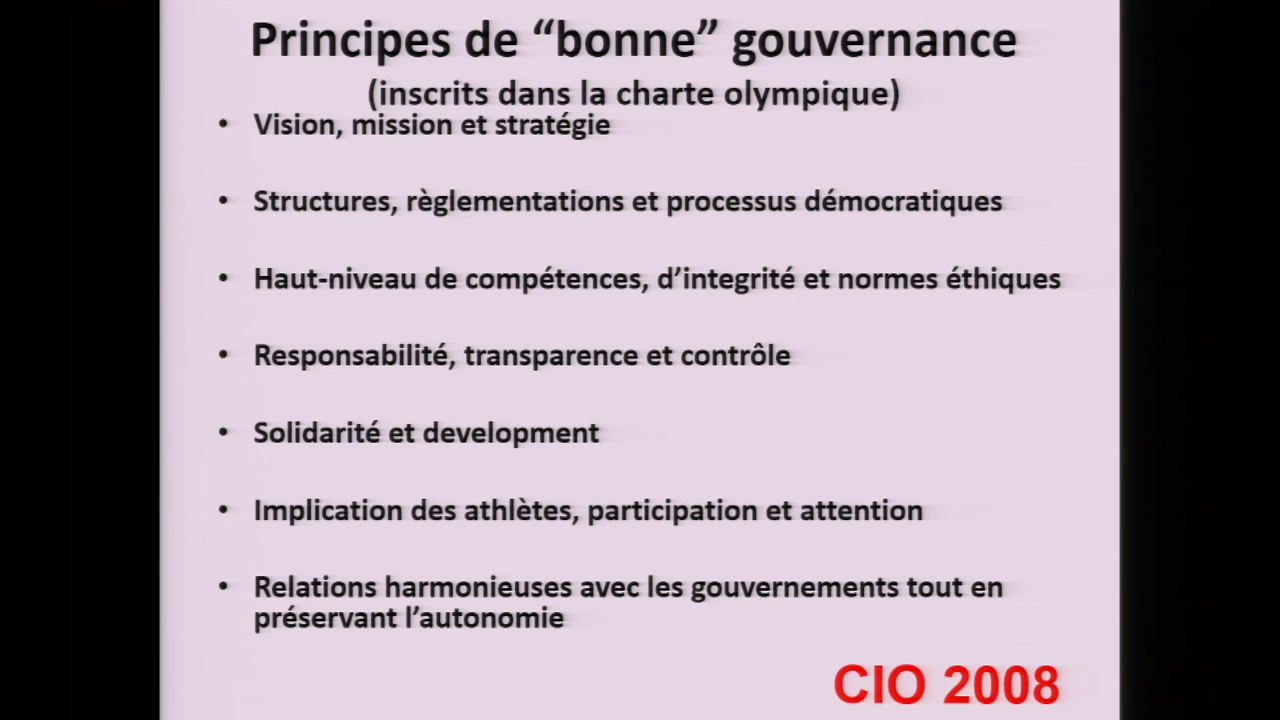 Principes de “bonne” gouvernance
(inscrits dans la charte olympique)
• Vision, mission et stratégie
• Structures, règlementations et processus démocratiques
• Haut-niveau de compétences, d’integrité et normes éthiques
• Responsabilité, transparence et contrôle
• Solidarité et development
• Implication des athlètes, participation et attention
• Relations harmonieuses avec les gouvernements tout en
préservant l’autonomie
CIO 2008